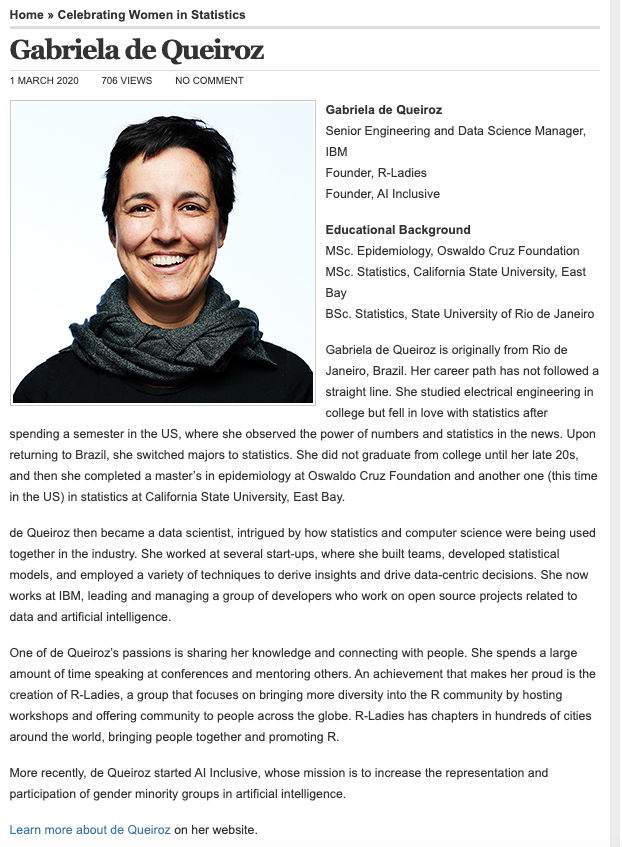 Home » Celebrating Women in Statistics
Gabriela de Queiroz
1 MARCH 2020 706 VIEWS NO COMMENT
Gabriela de Queiroz
Senior Engineering and Data Science Manager,
IBM
Founder, R-Ladies
Founder, AI Inclusive
Educational Background
MSc. Epidemiology, Oswaldo Cruz Foundation
MSc. Statistics, California State University, East
Bay
BSc. Statistics, State University of Rio de Janeiro
Gabriela de Queiroz is originally from Rio de
Janeiro, Brazil. Her career path has not followed a
straight line. She studied electrical engineering in
college but fell in love with statistics after
spending a semester in the US, where she observed the power of numbers and statistics in the news. Upon
returning to Brazil, she switched majors to statistics. She did not graduate from college until her late 20s,
and then she completed a master’s in epidemiology at Oswaldo Cruz Foundation and another one (this time
in the US) in statistics at California State University, East Bay.
de Queiroz then became a data scientist, intrigued by how statistics and computer science were being used
together in the industry. She worked at several start-ups, where she built teams, developed statistical
models, and employed a variety of techniques to derive insights and drive data-centric decisions. She now
works at IBM, leading and managing a group of developers who work on open source projects related to
data and artificial intelligence.
One of de Queiroz’s passions is sharing her knowledge and connecting with people. She spends a large
amount of time speaking at conferences and mentoring others. An achievement that makes her proud is the
creation of R-Ladies, a group that focuses on bringing more diversity into the R community by hosting
workshops and offering community to people across the globe. R-Ladies has chapters in hundreds of cities
around the world, bringing people together and promoting R.
More recently, de Queiroz started AI Inclusive, whose mission is to increase the representation and
participation of gender minority groups in artificial intelligence.
Learn more about de Queiroz on her website.